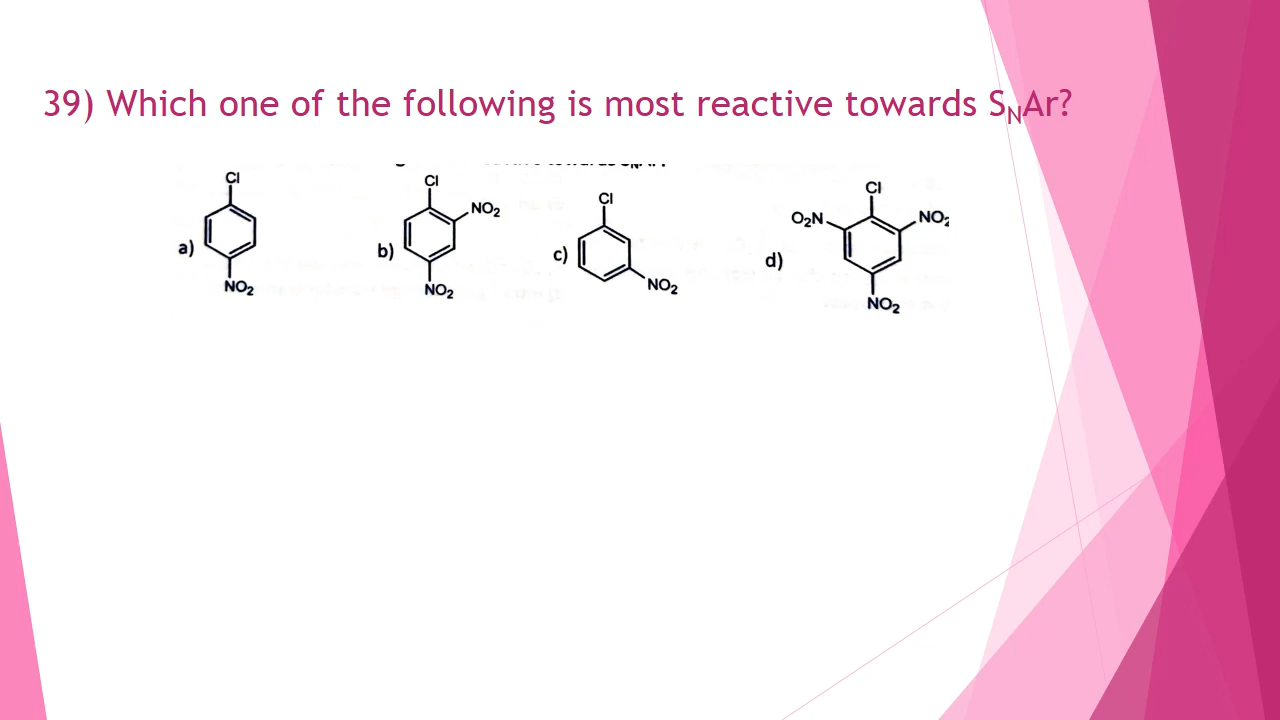 39) Which one of the following is most reactive towards SNAr?
a)
Cl
NO2
b)
Cl
NO2
NO2
c)
Cl
NO2
d)
Cl
O2N
NO2
NO2